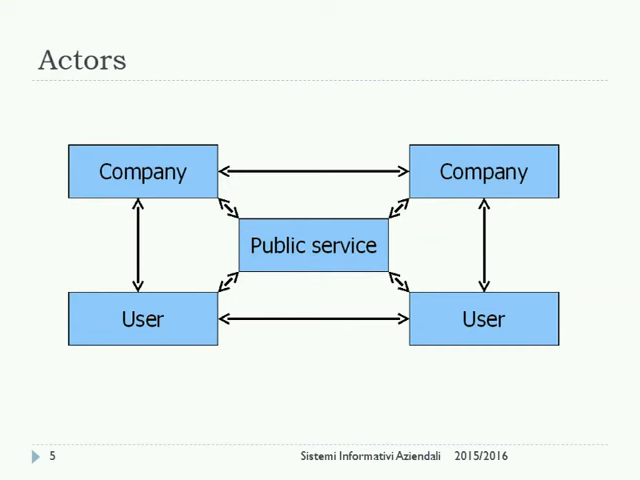 Actors
Company
Company
Public service
User
User
5
Sistemi Informativi Aziendali 2015/2016